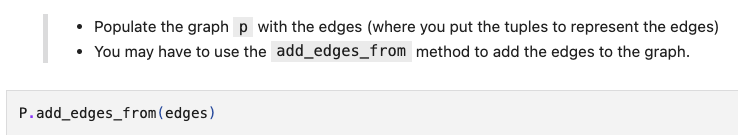 • Populate the graph p with the edges (where you put the tuples to represent the edges)
• You may have to use the add_edges_from method to add the edges to the graph.
P.add_edges_from(edges)